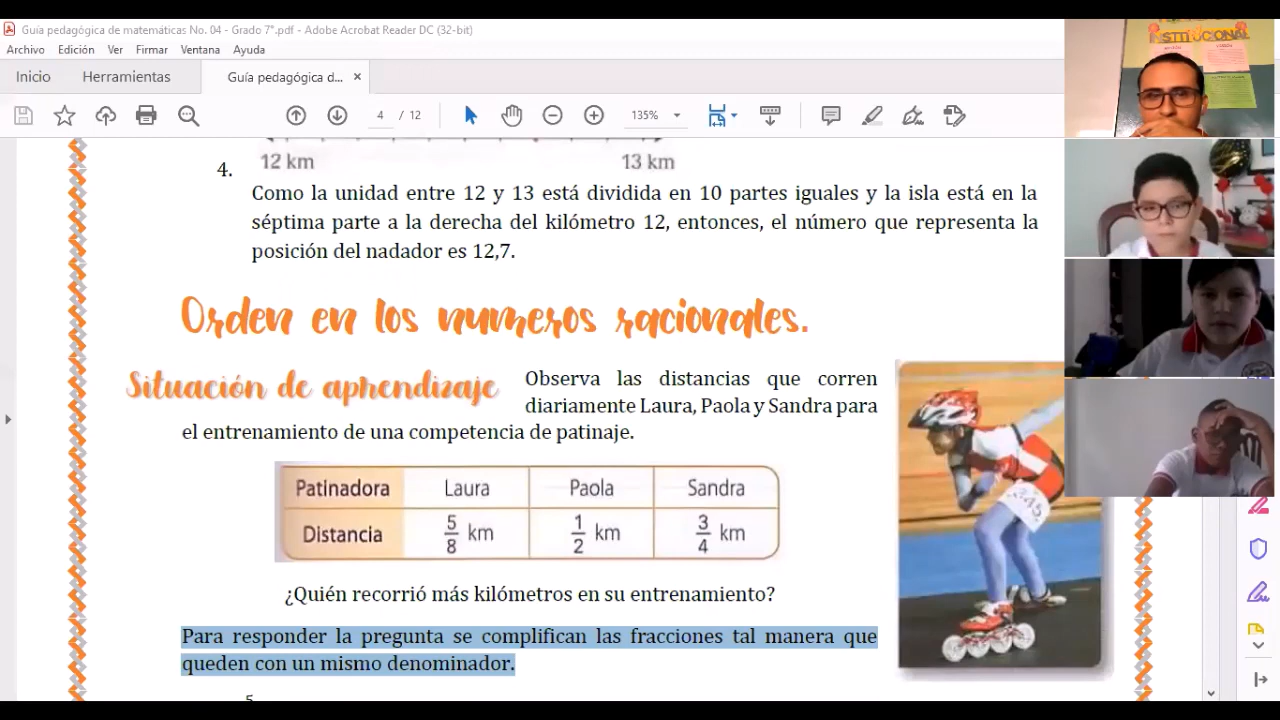 Guía pedagógica de matemáticas No. 04 - Grado 7°.pdf - Adobe Acrobat Reader DC (32-bit)
Archivo Edición Ver Firmar Ventana Ayuda
Inicio Herramientas Guía pedagógica d... ×
4 / 12 135%
12 km 13 km
4.
Como la unidad entre 12 y 13 está dividida en 10 partes iguales y la isla está en la
séptima parte a la derecha del kilómetro 12, entonces, el número que representa la
posición del nadador es 12,7.
Orden en los numeros racionales.
Situación de aprendizaje
Observa las distancias que corren
diariamente Laura, Paola y Sandra para
el entrenamiento de una competencia de patinaje.
Patinadora Laura Paola Sandra
Distancia 5/8 km 1/2 km 3/4 km
¿Quién recorrió más kilómetros en su entrenamiento?
Para responder la pregunta se complifican las fracciones tal manera que
queden con un mismo denominador.
5
INSTITUCIONAL
245